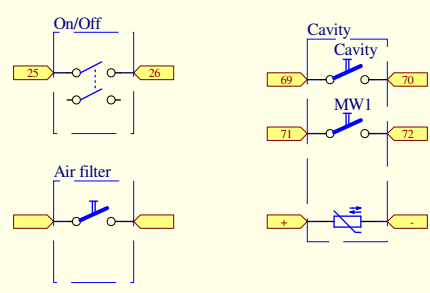 On/Off
25 26
Air filter
Cavity
Cavity
69 70
MW1
71 72
+ -